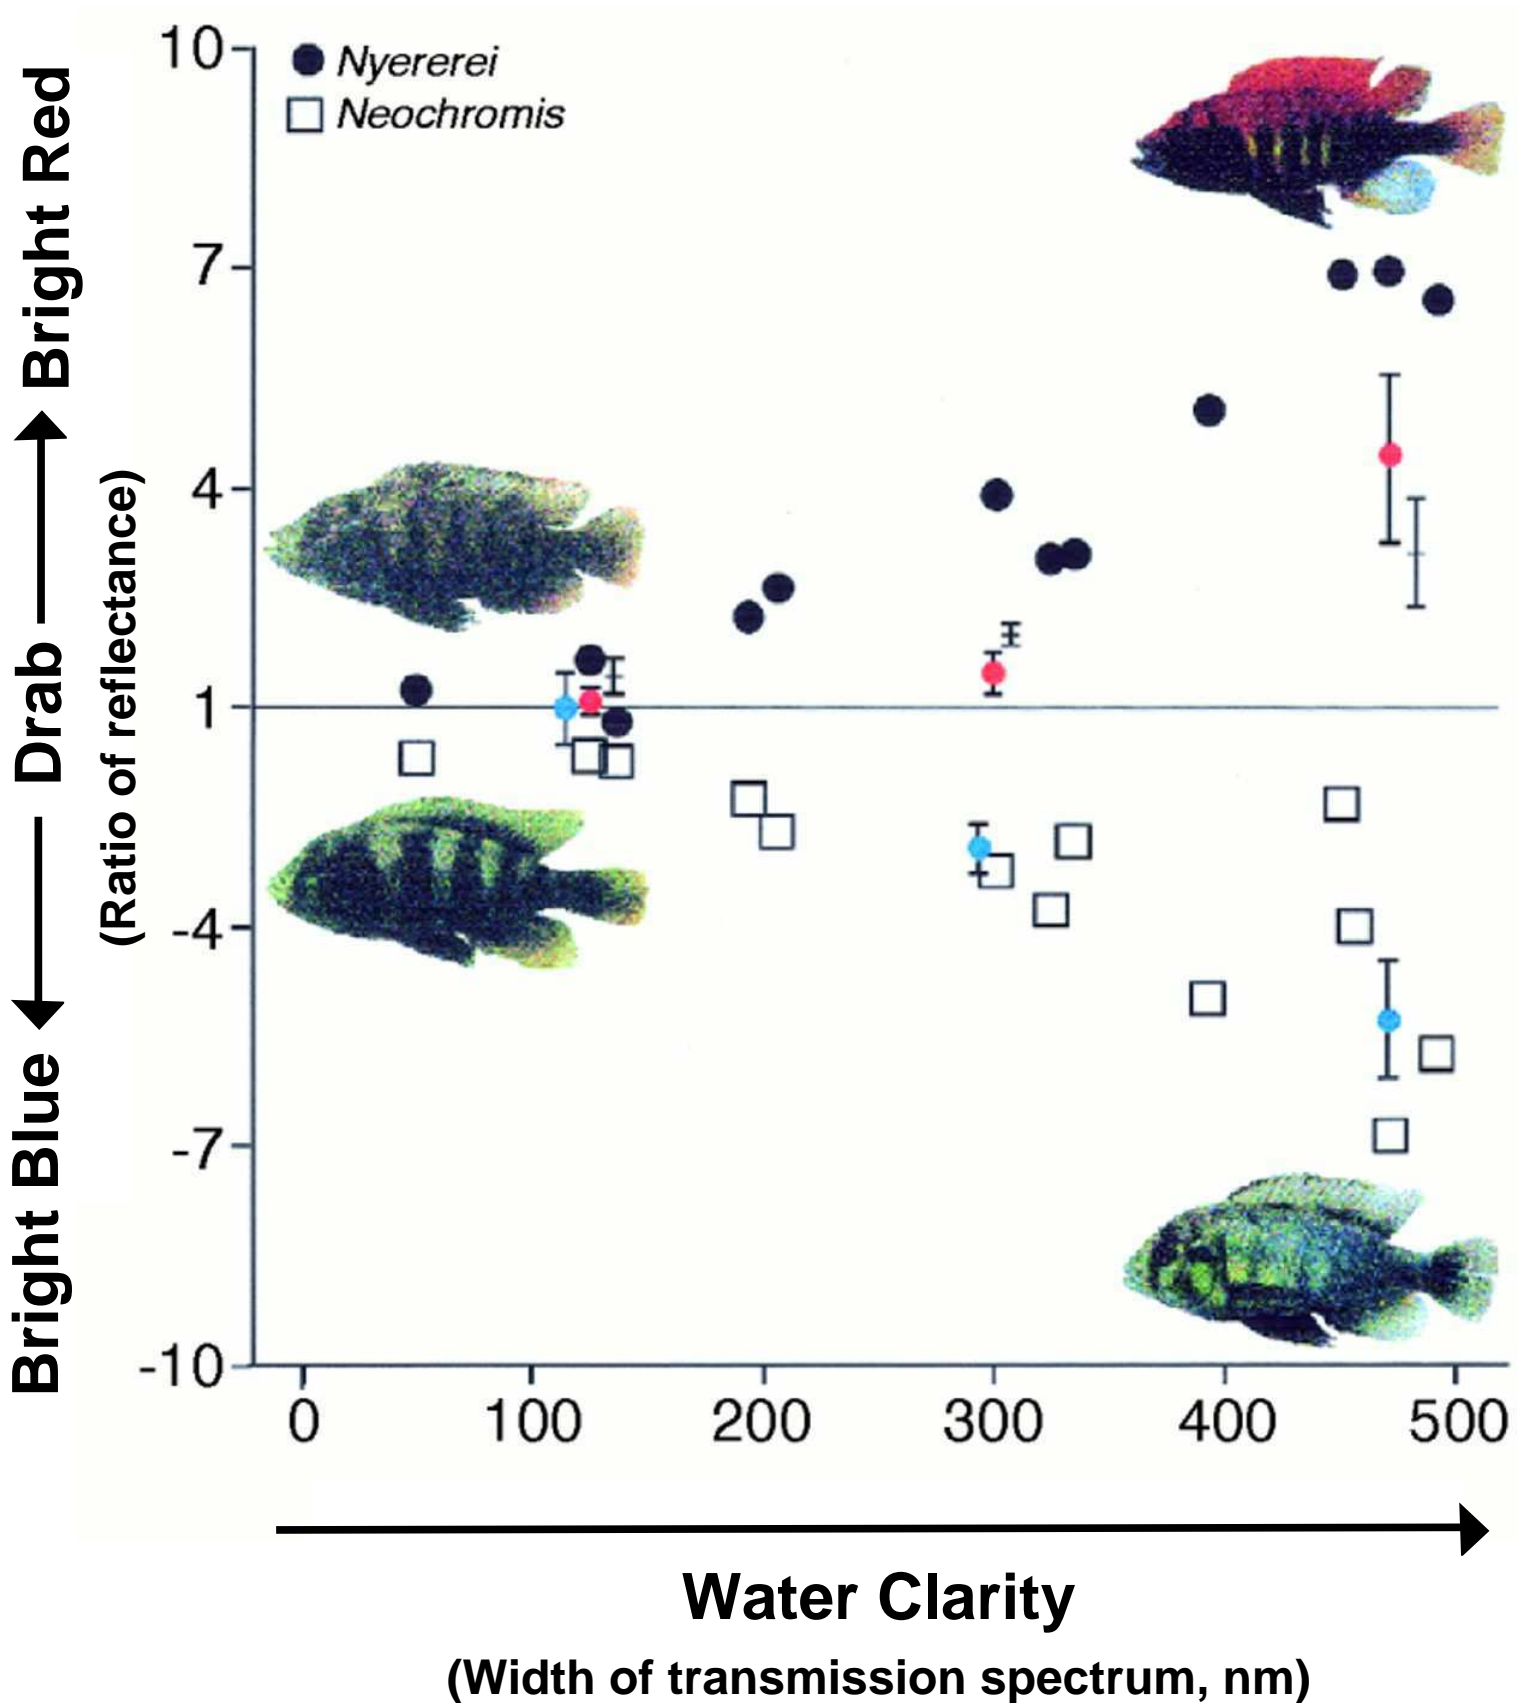 Nyererei
Neochromis
10
7
4
1
-4
-7
-10
Bright Blue
Drab
Bright Red
(Ratio of reflectance)
0 100 200 300 400 500
Water Clarity
(Width of transmission spectrum, nm)